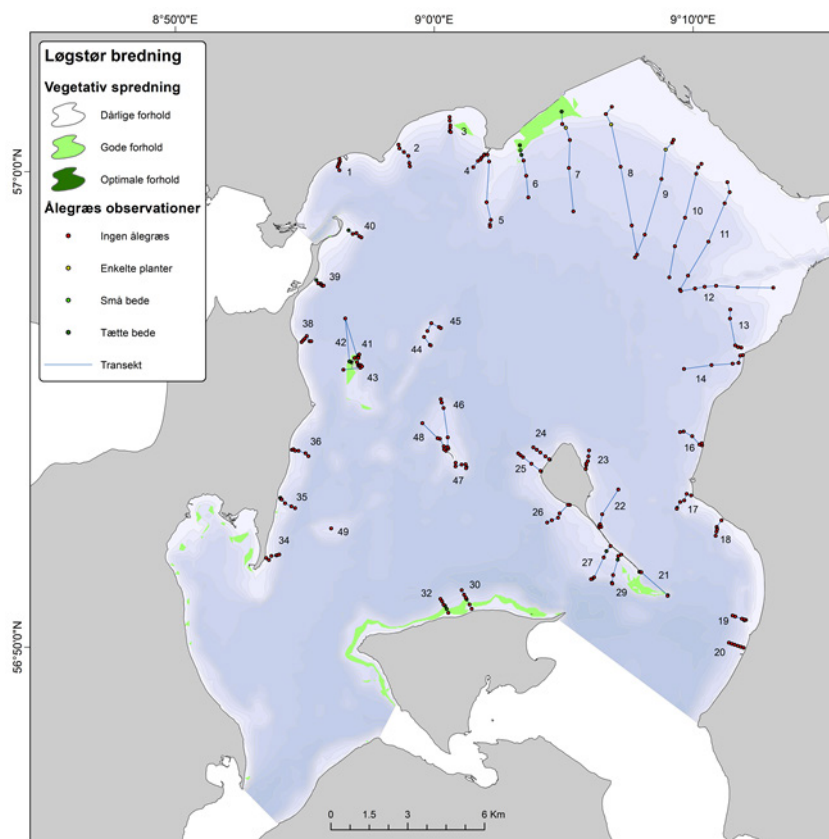 8°50'0"E
9°0'0"E
9°10'0"E
57°0'0"N
56°50'0"N
Løgstør bredning
Vegetativ spredning
Dårlige forhold
Gode forhold
Optimale forhold
Ålegræs observationer
Ingen ålegræs
Enkelte planter
Små bede
Tætte bede
Transekt
1
2
3
4
5
6
7
8
9
10
11
12
13
14
16
17
18
19
20
21
22
23
24
25
26
27
29
30
32
34
35
36
38
39
40
41
42
43
44
45
46
47
48
49
0 1.5 3 6 Km